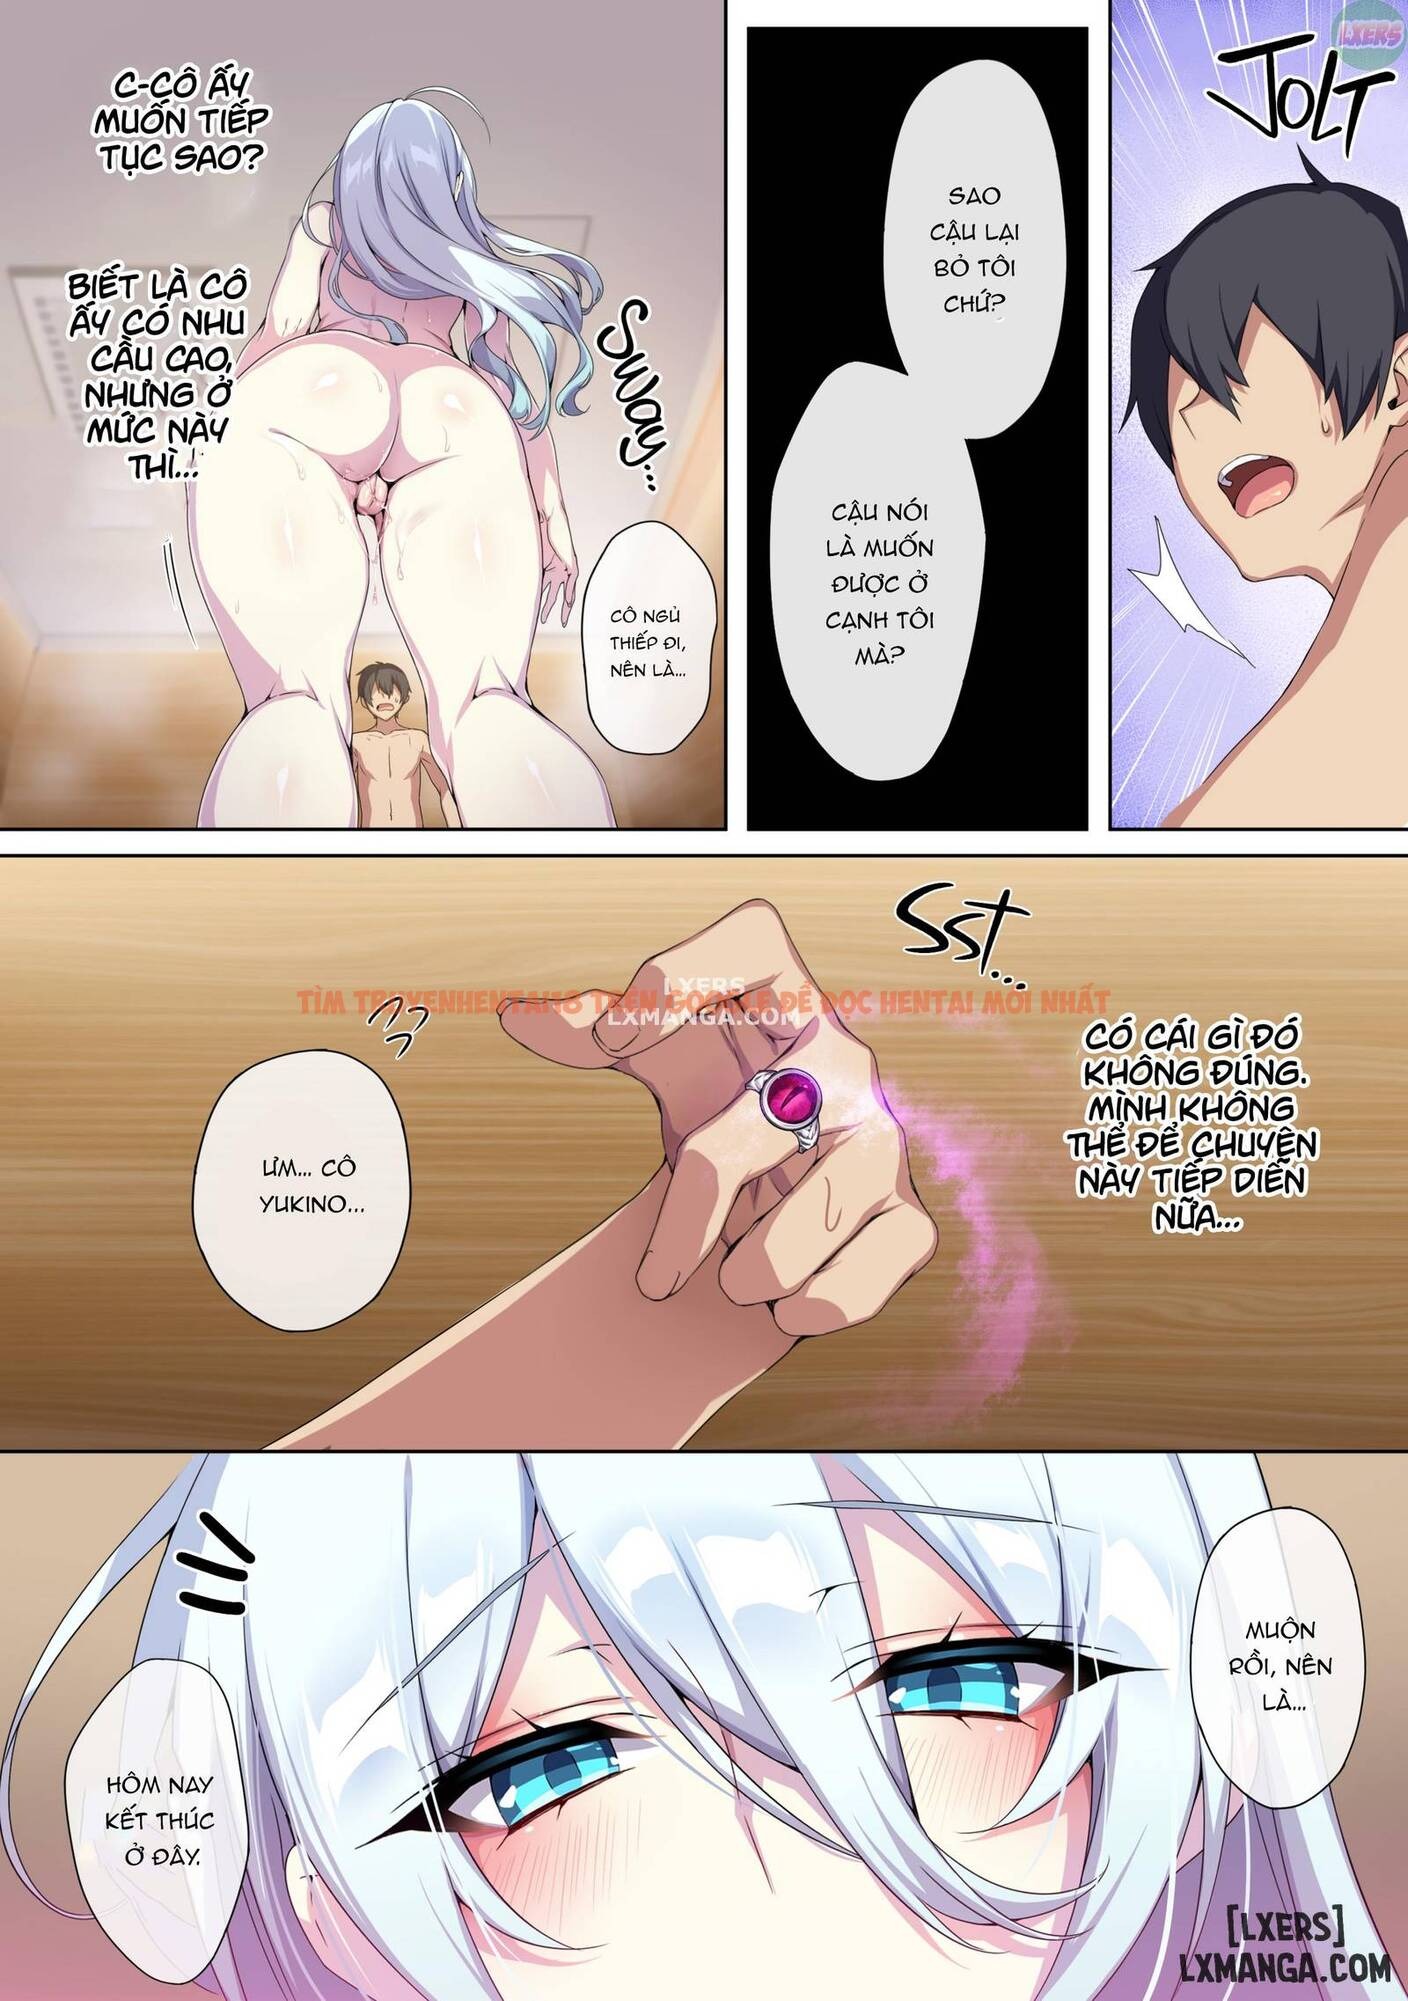 LXERS
JOLT
SAO
CẬU LẠI
BỎ TÔI
CHỨ?
CẬU NÓI
LÀ MUỐN
ĐƯỢC Ở
CẠNH TÔI
MÀ?
C-CÔ ẤY
MUỐN TIẾP
TỤC SAO?
BIẾT LÀ CÔ
ẤY CÓ NHU
CẦU CAO,
NHƯNG Ở
MỨC NÀY
THÌ...
SWAY...
CÔ NGỦ
THIẾP ĐI,
NÊN LÀ...
SST...
LXERS
TÌM TRUYENHENTAI18 TRÊN GOOGLE ĐỂ ĐỌC HENTAI MỚI NHẤT
LXMANGA.COM
CÓ CÁI GÌ ĐÓ
KHÔNG ĐÚNG.
MÌNH KHÔNG
THỂ ĐỂ CHUYỆN
NÀY TIẾP DIỄN
NỮA...
ƯM... CÔ
YUKINO...
MUỘN
RỒI, NÊN
LÀ...
HÔM NAY
KẾT THÚC
Ở ĐÂY.
[LXERS]
LXMANGA.COM